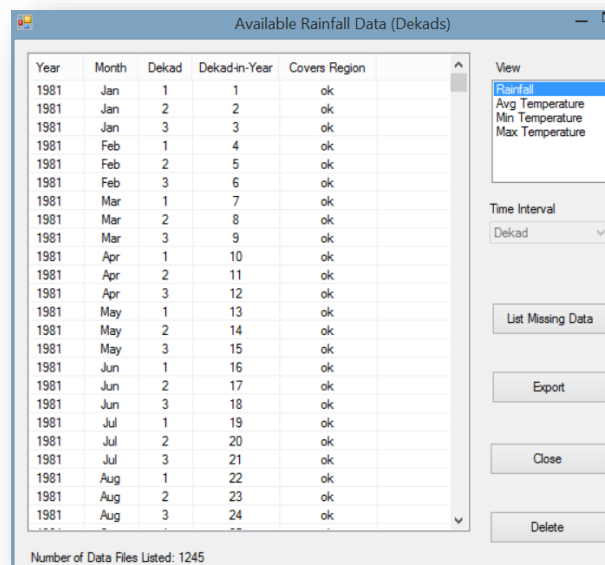 Available Rainfall Data (Dekads)
Year Month Dekad Dekad-in-Year Covers Region
1981 Jan 1 1 ok
1981 Jan 2 2 ok
1981 Jan 3 3 ok
1981 Feb 1 4 ok
1981 Feb 2 5 ok
1981 Feb 3 6 ok
1981 Mar 1 7 ok
1981 Mar 2 8 ok
1981 Mar 3 9 ok
1981 Apr 1 10 ok
1981 Apr 2 11 ok
1981 Apr 3 12 ok
1981 May 1 13 ok
1981 May 2 14 ok
1981 May 3 15 ok
1981 Jun 1 16 ok
1981 Jun 2 17 ok
1981 Jun 3 18 ok
1981 Jul 1 19 ok
1981 Jul 2 20 ok
1981 Jul 3 21 ok
1981 Aug 1 22 ok
1981 Aug 2 23 ok
1981 Aug 3 24 ok
Number of Data Files Listed: 1245
View
Rainfall
Avg Temperature
Min Temperature
Max Temperature
Time Interval
Dekad
List Missing Data
Export
Close
Delete